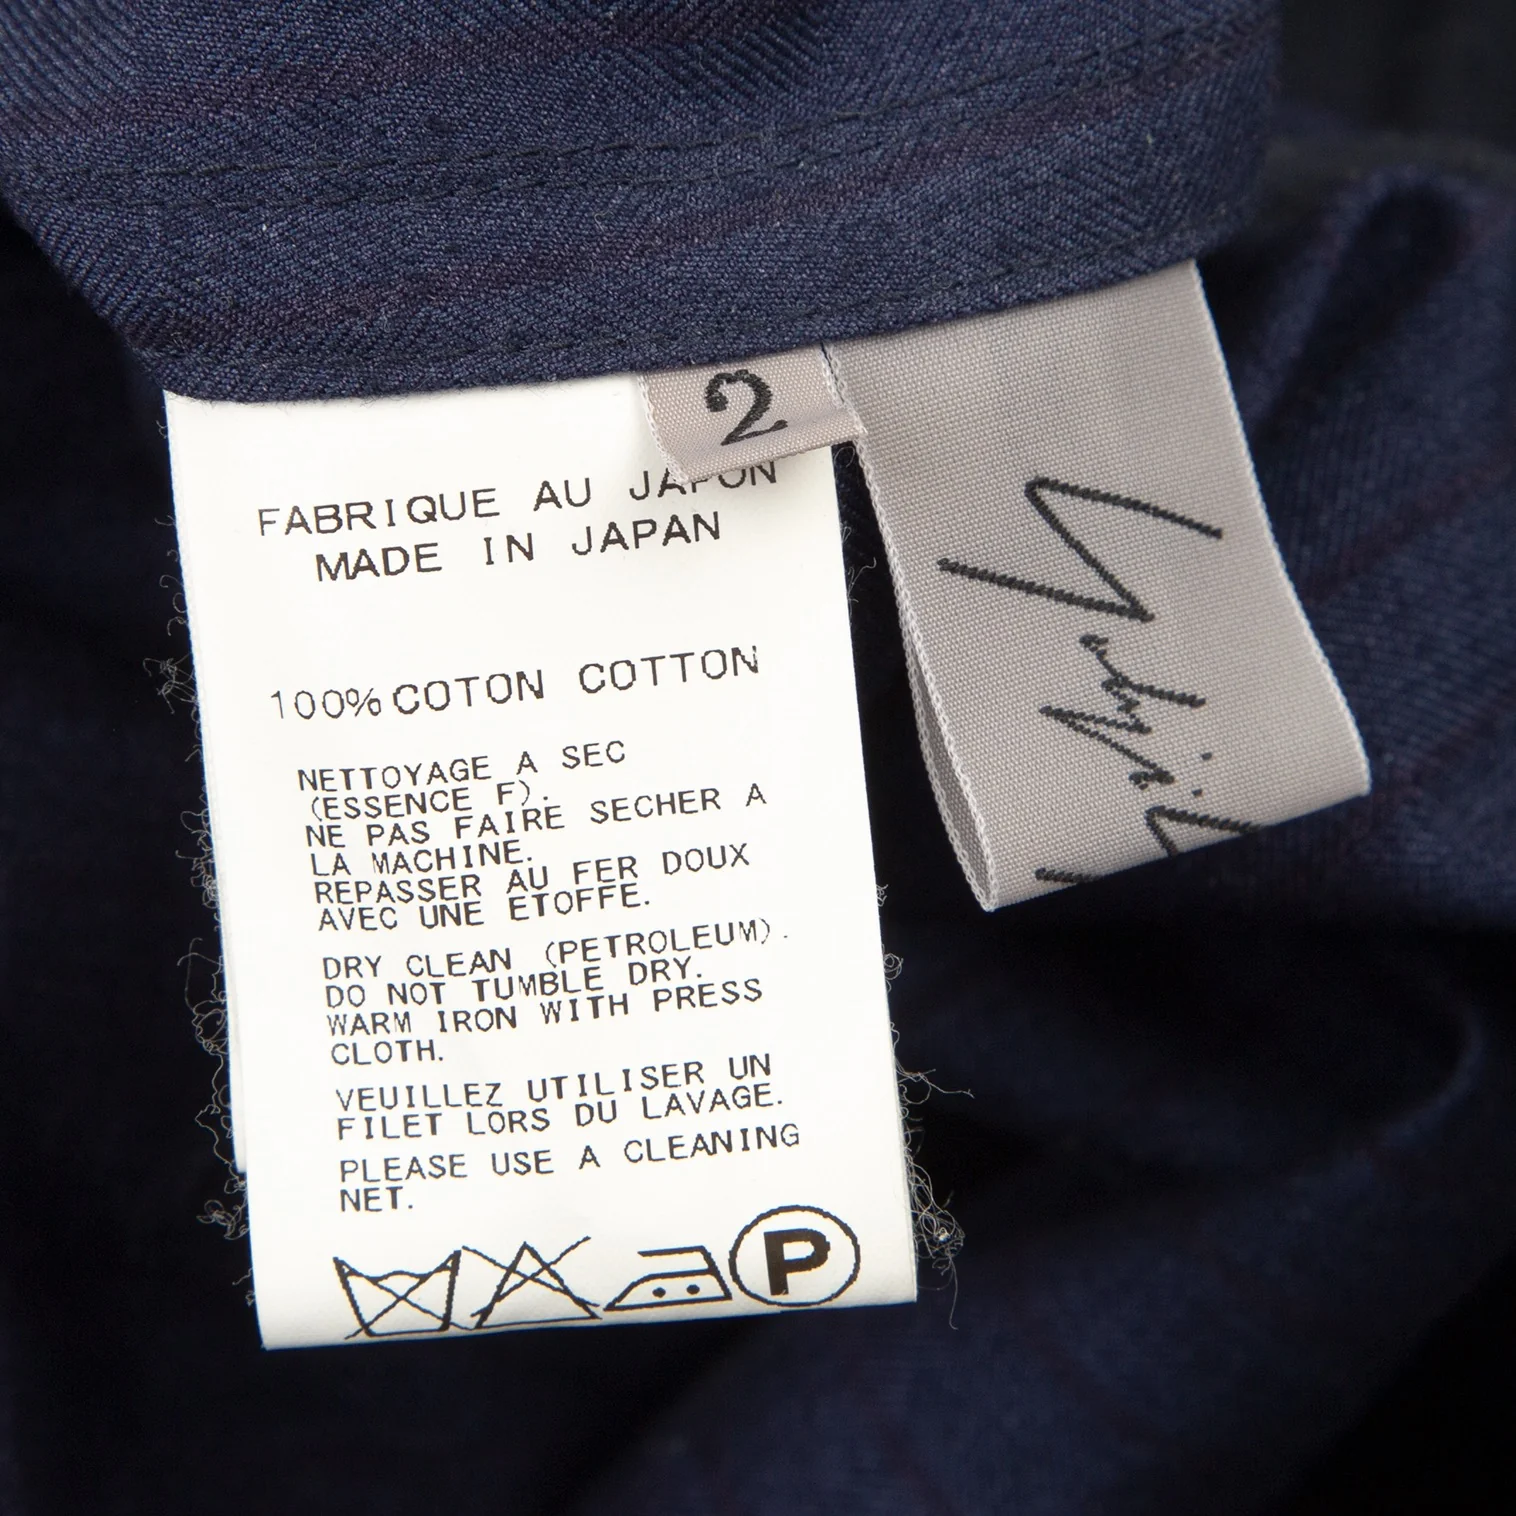 2
FABRIQUE AU JAPON
MADE IN JAPAN
100% COTON COTTON
NETTOYAGE A SEC
(ESSENCE F).
NE PAS FAIRE SECHER A
LA MACHINE.
REPASSER AU FER DOUX
AVEC UNE ETOFFE.
DRY CLEAN (PETROLEUM).
DO NOT TUMBLE DRY.
WARM IRON WITH PRESS
CLOTH.
VEUILLEZ UTILISER UN
FILET LORS DU LAVAGE.
PLEASE USE A CLEANING
NET.
P